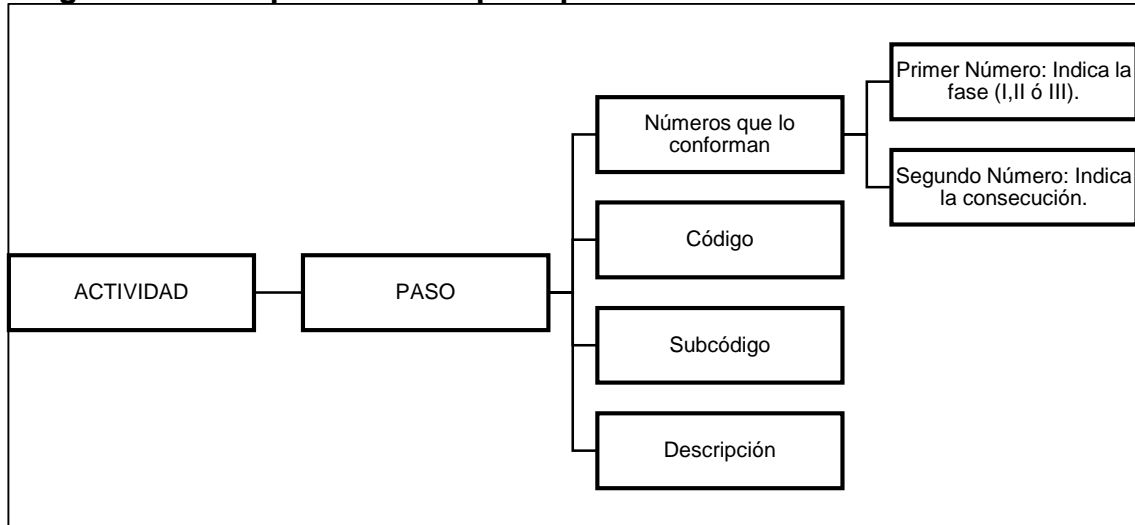 Primer Número: Indica la
fase (I,II ó III).
Números que lo
conforman
Segundo Número: Indica
la consecución.
Código
ACTIVIDAD
PASO
Subcódigo
Descripción